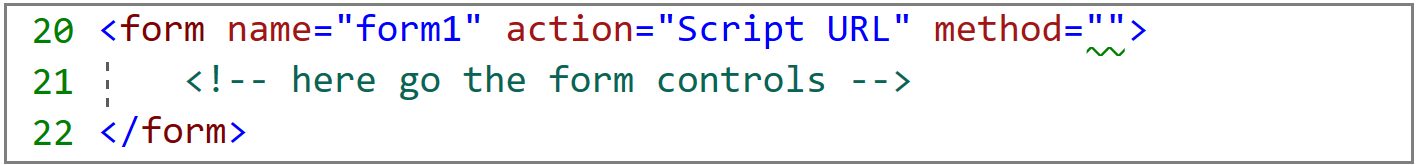 20 <form name="form1" action="Script URL" method="">
21 <!-- here go the form controls -->
22 </form>